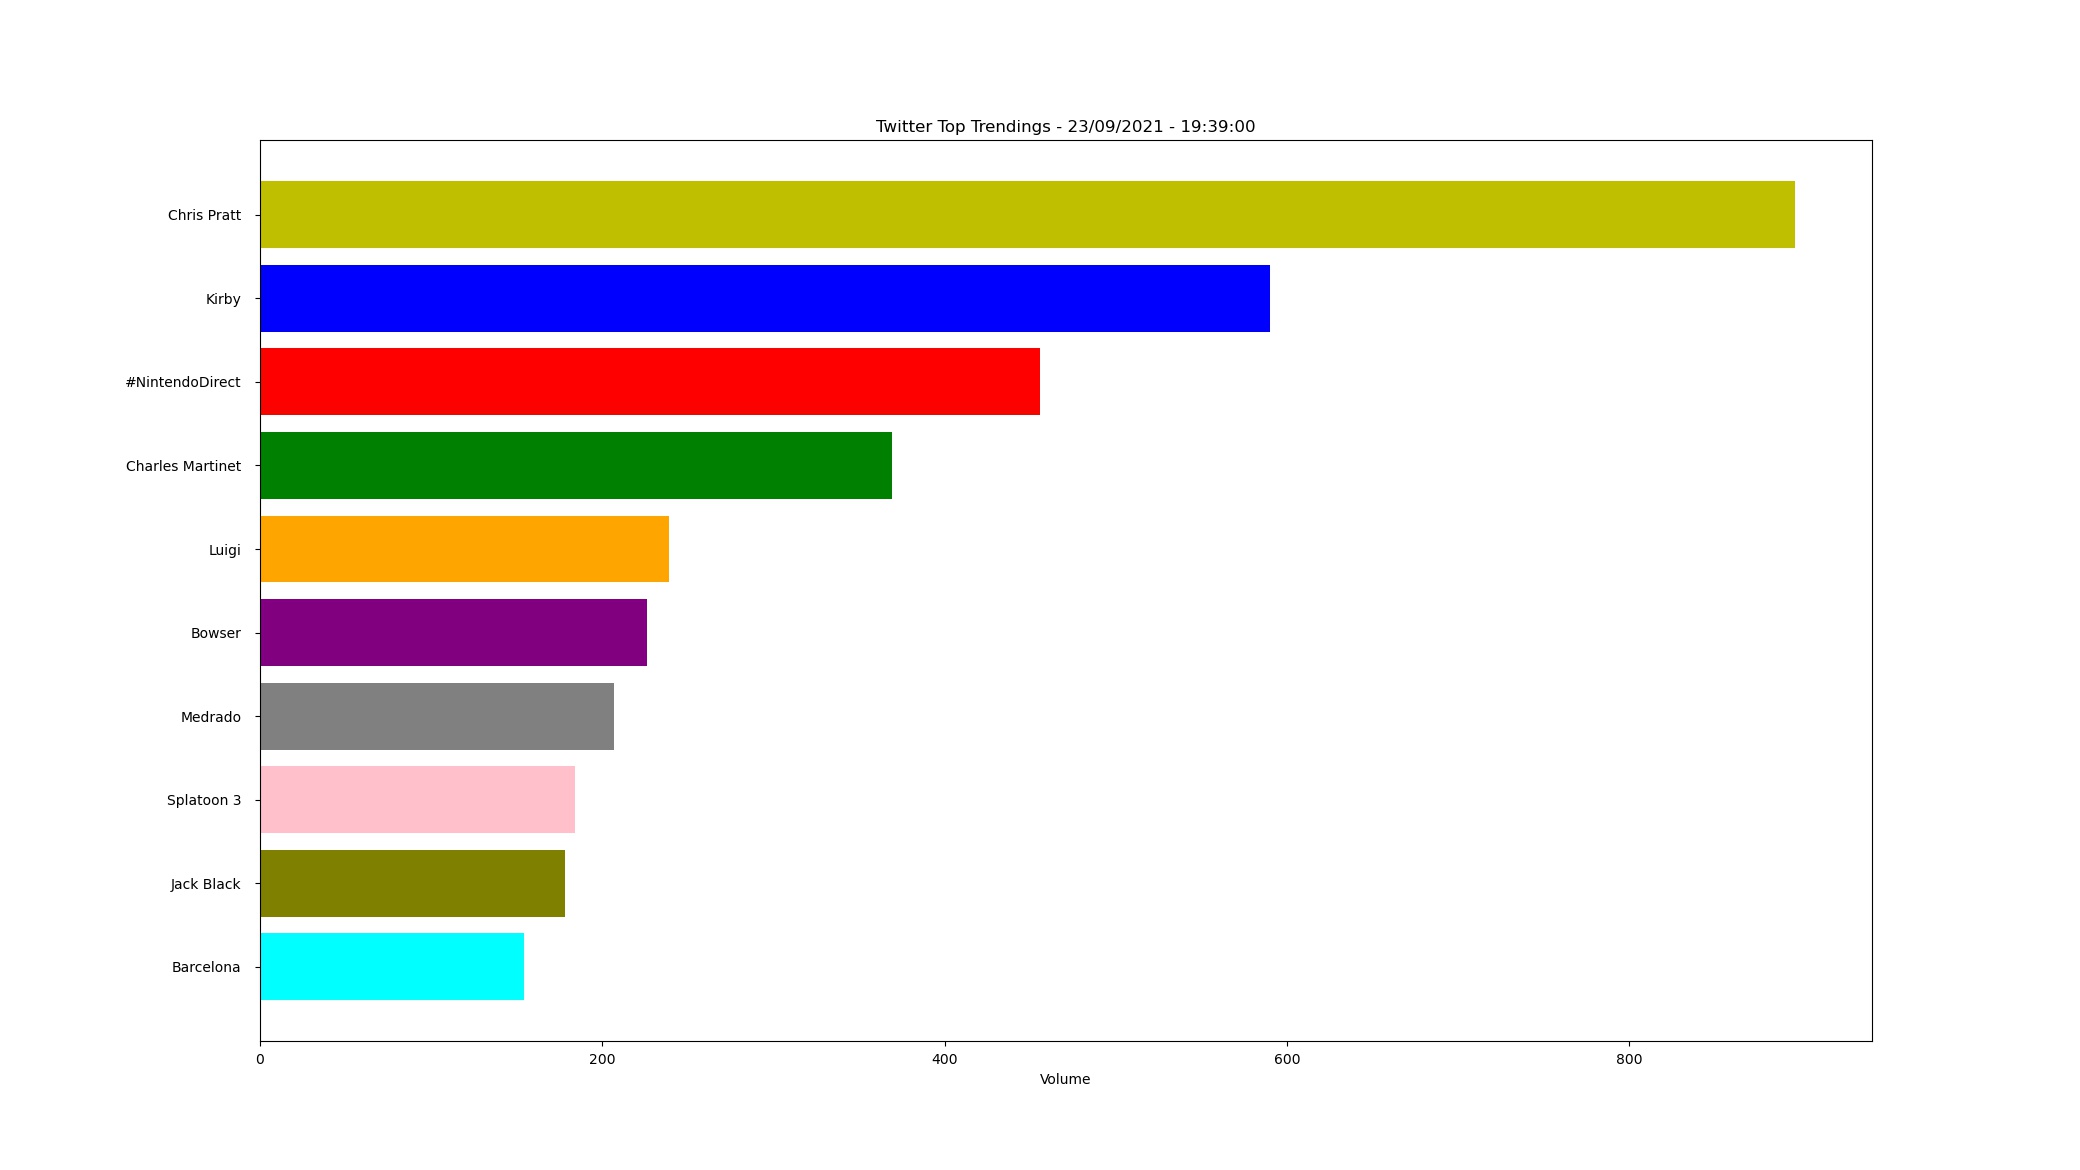 Twitter Top Trendings - 23/09/2021 - 19:39:00
Chris Pratt
Kirby
#NintendoDirect
Charles Martinet
Luigi
Bowser
Medrado
Splatoon 3
Jack Black
Barcelona
0 200 400 600 800
Volume